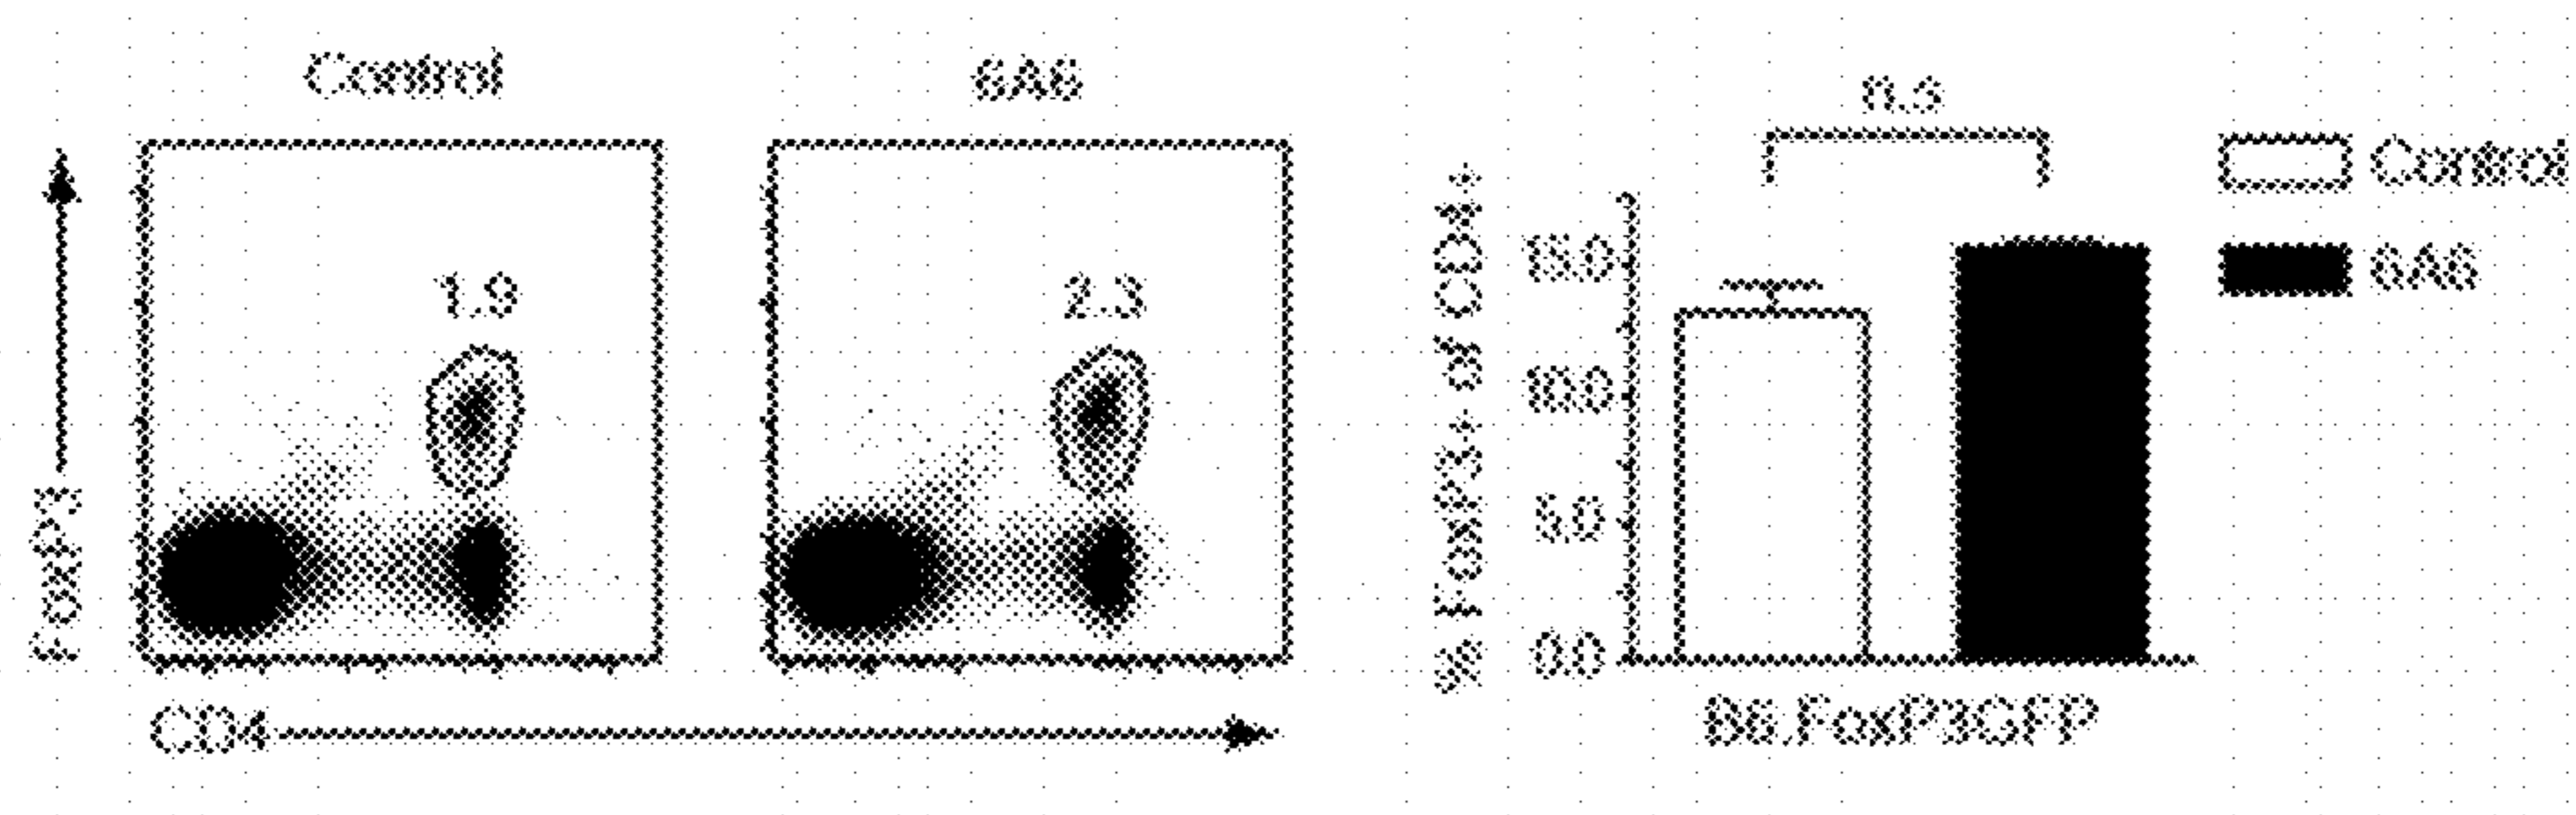 Control
6A6
FoxP3
1.9
2.3
CD4
n.s
% FoxP3+ of CD4+
15.0
10.0
5.0
0.0
B6.FoxP3GFP
Control
6A6